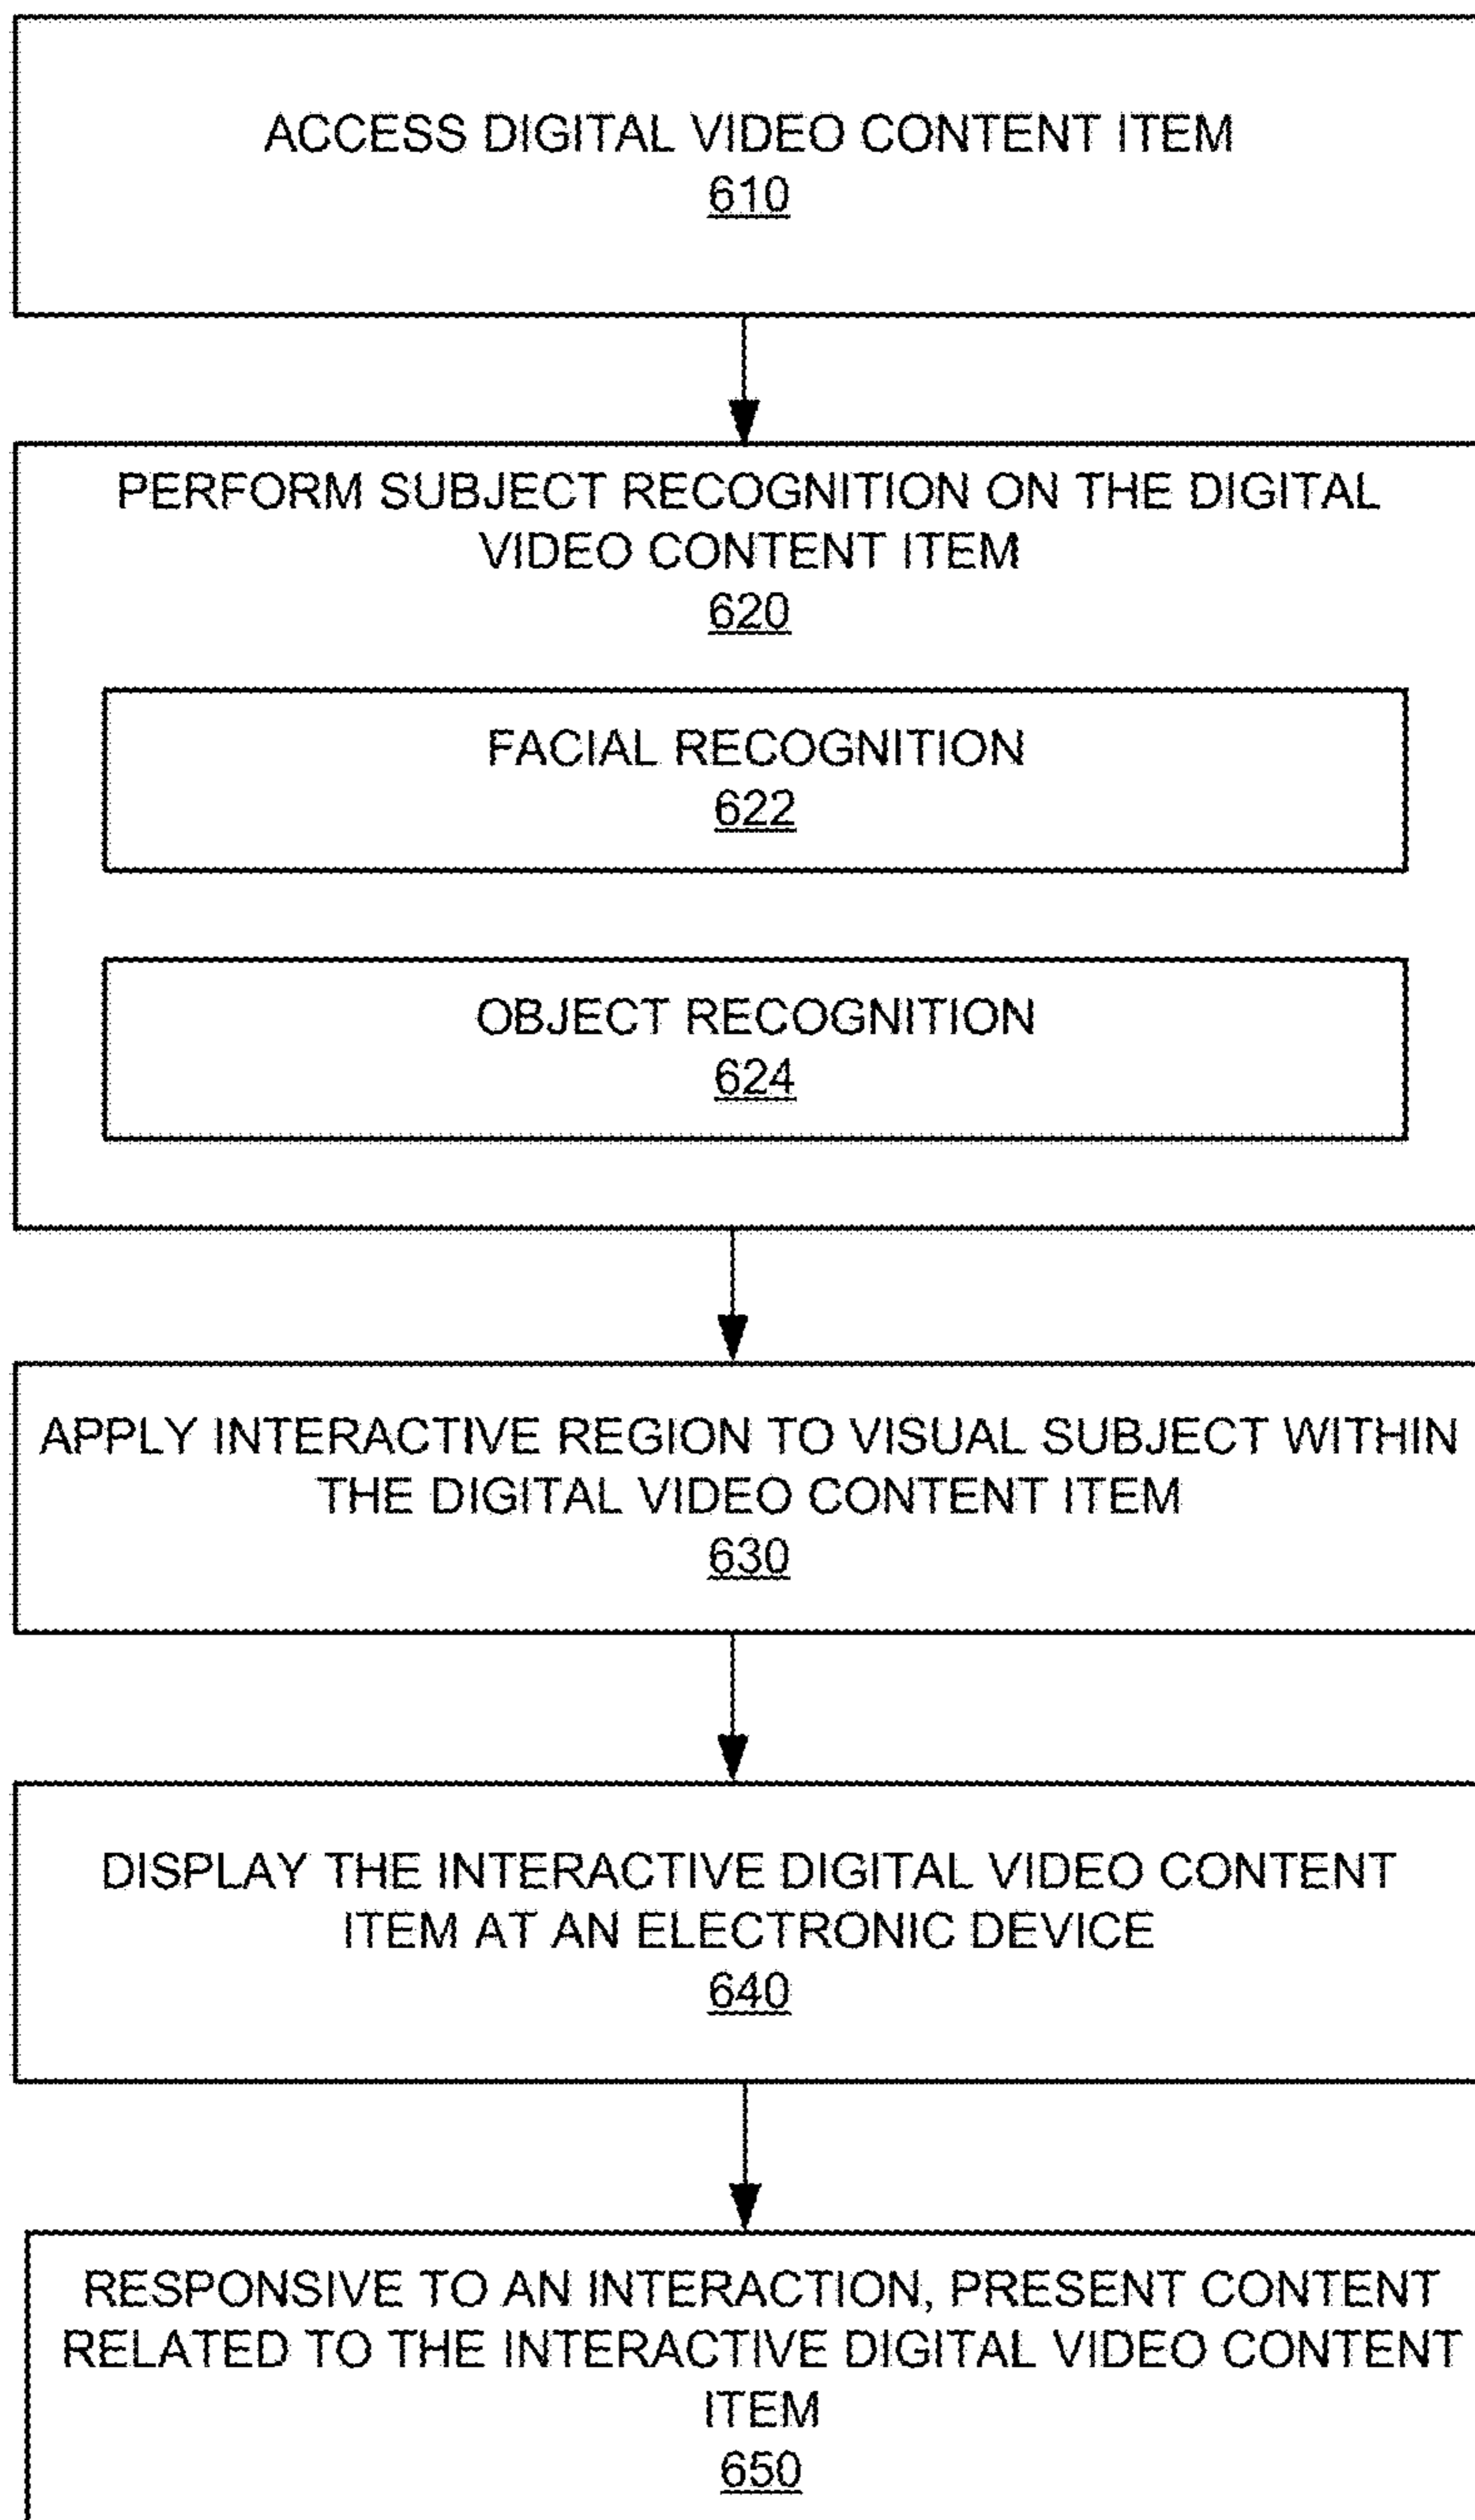 ACCESS DIGITAL VIDEO CONTENT ITEM
610
PERFORM SUBJECT RECOGNITION ON THE DIGITAL
VIDEO CONTENT ITEM
620
FACIAL RECOGNITION
622
OBJECT RECOGNITION
624
APPLY INTERACTIVE REGION TO VISUAL SUBJECT WITHIN
THE DIGITAL VIDEO CONTENT ITEM
630
DISPLAY THE INTERACTIVE DIGITAL VIDEO CONTENT
ITEM AT AN ELECTRONIC DEVICE
640
RESPONSIVE TO AN INTERACTION, PRESENT CONTENT
RELATED TO THE INTERACTIVE DIGITAL VIDEO CONTENT
ITEM
650